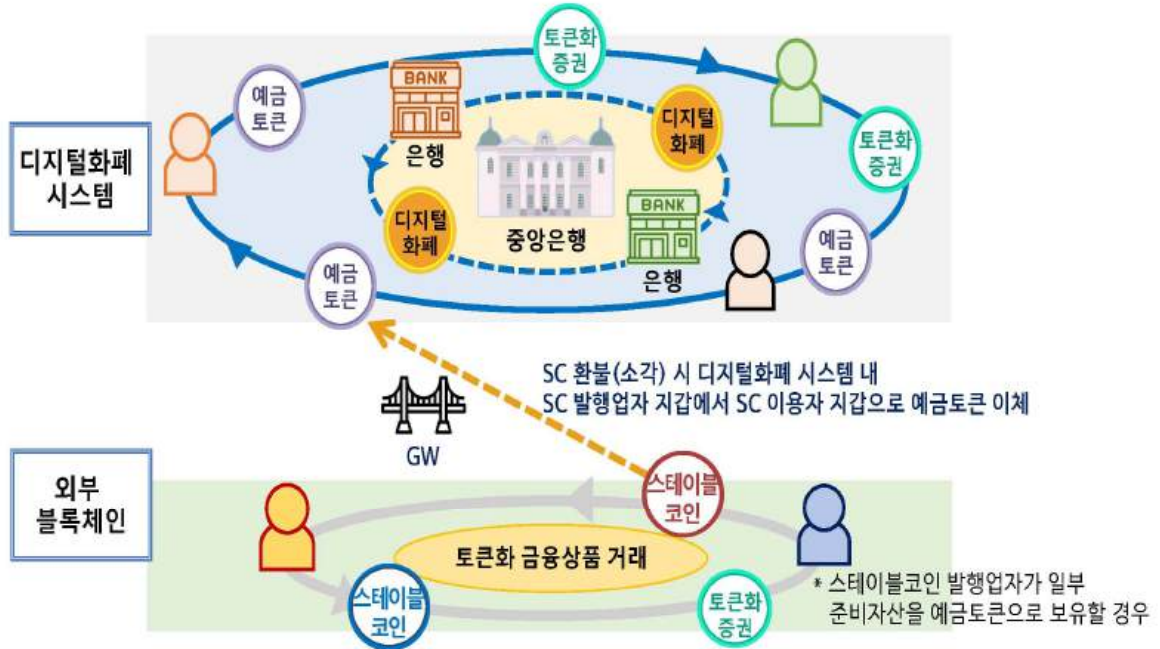 토큰화
증권
BANK
은행
예금
토큰
디지털
화폐
토큰화
증권
디지털화폐
시스템
디지털
화폐
중앙은행
BANK
은행
예금
토큰
예금
토큰
SC 환불(소각) 시 디지털화폐 시스템 내
SC 발행업자 지갑에서 SC 이용자 지갑으로 예금토큰 이체
GW
외부
블록체인
스테이블
코인
토큰화 금융상품 거래
스테이블
코인
토큰화
증권
* 스테이블코인 발행업자가 일부
준비자산을 예금토큰으로 보유할 경우